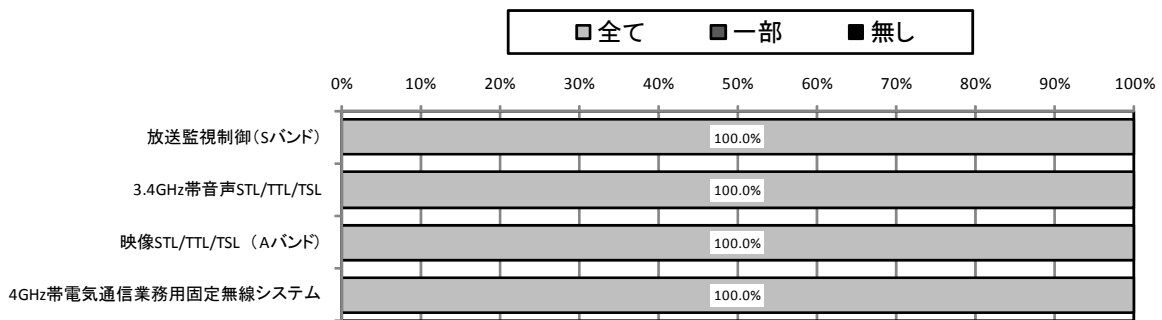 全て 一部 無し
0% 10% 20% 30% 40% 50% 60% 70% 80% 90% 100%
放送監視制御(Sバンド) 100.0%
3.4GHz帯音声STL/TTL/TSL 100.0%
映像STL/TTL/TSL (Aバンド) 100.0%
4GHz帯電気通信業務用固定無線システム 100.0%